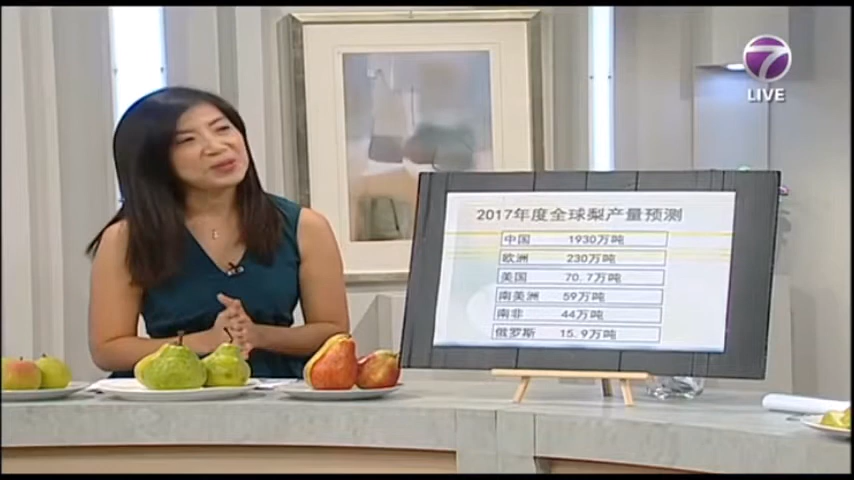 7
LIVE
2017年度全球梨产量预测
中国 1930万吨
欧洲 230万吨
美国 70.7万吨
南美洲 59万吨
南非 44万吨
俄罗斯 15.9万吨